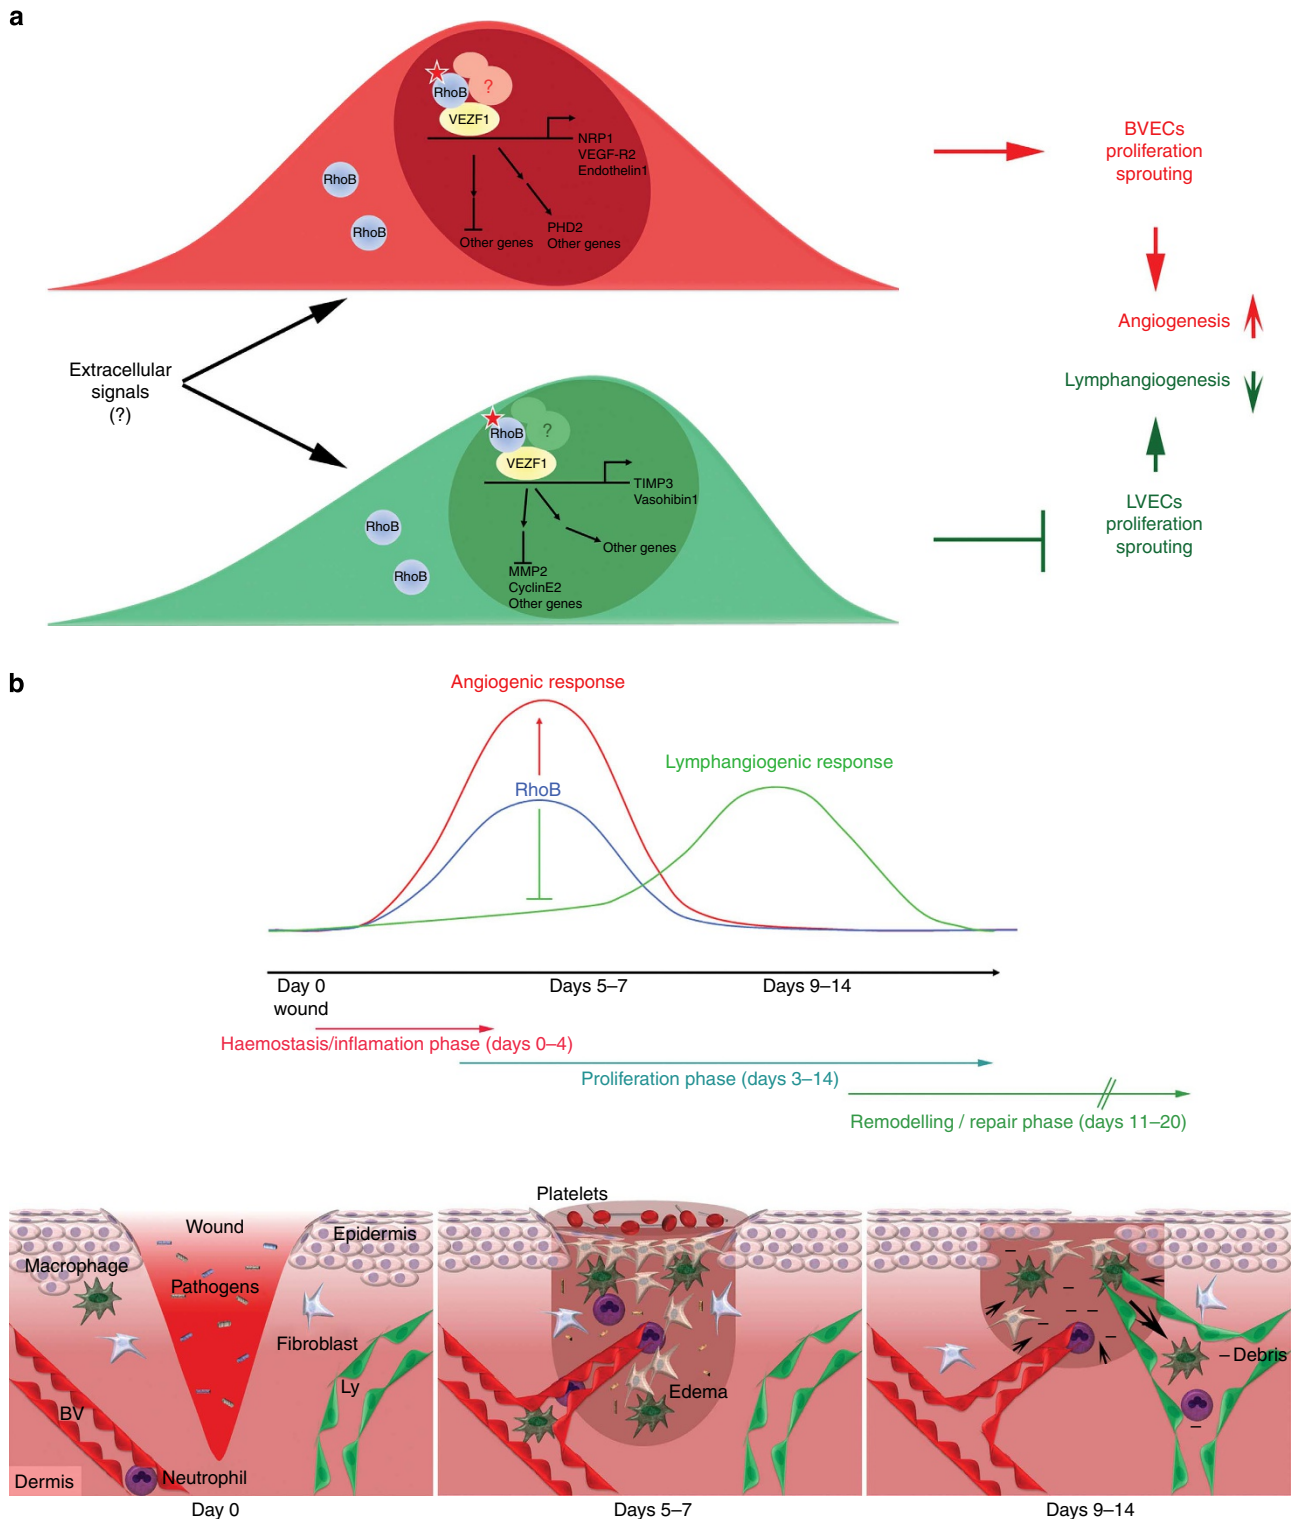 a
RhoB
?
VEZF1
NRP1
VEGF-R2
Endothelin1
RhoB
RhoB
PHD2
Other genes
Other genes
BVECs
proliferation
sprouting
Angiogenesis
Extracellular
signals
(?)
Lymphangiogenesis
RhoB
?
VEZF1
TIMP3
Vasohibin1
RhoB
RhoB
Other genes
MMP2
CyclinE2
Other genes
LVECs
proliferation
sprouting
b
Angiogenic response
Lymphangiogenic response
RhoB
Day 0
wound
Days 5–7
Days 9–14
Haemostasis/inflamation phase (days 0–4)
Proliferation phase (days 3–14)
Remodelling / repair phase (days 11–20)
Wound
Epidermis
Macrophage
Pathogens
Fibroblast
Ly
BV
Neutrophil
Dermis
Platelets
Edema
Debris
Day 0
Days 5–7
Days 9–14